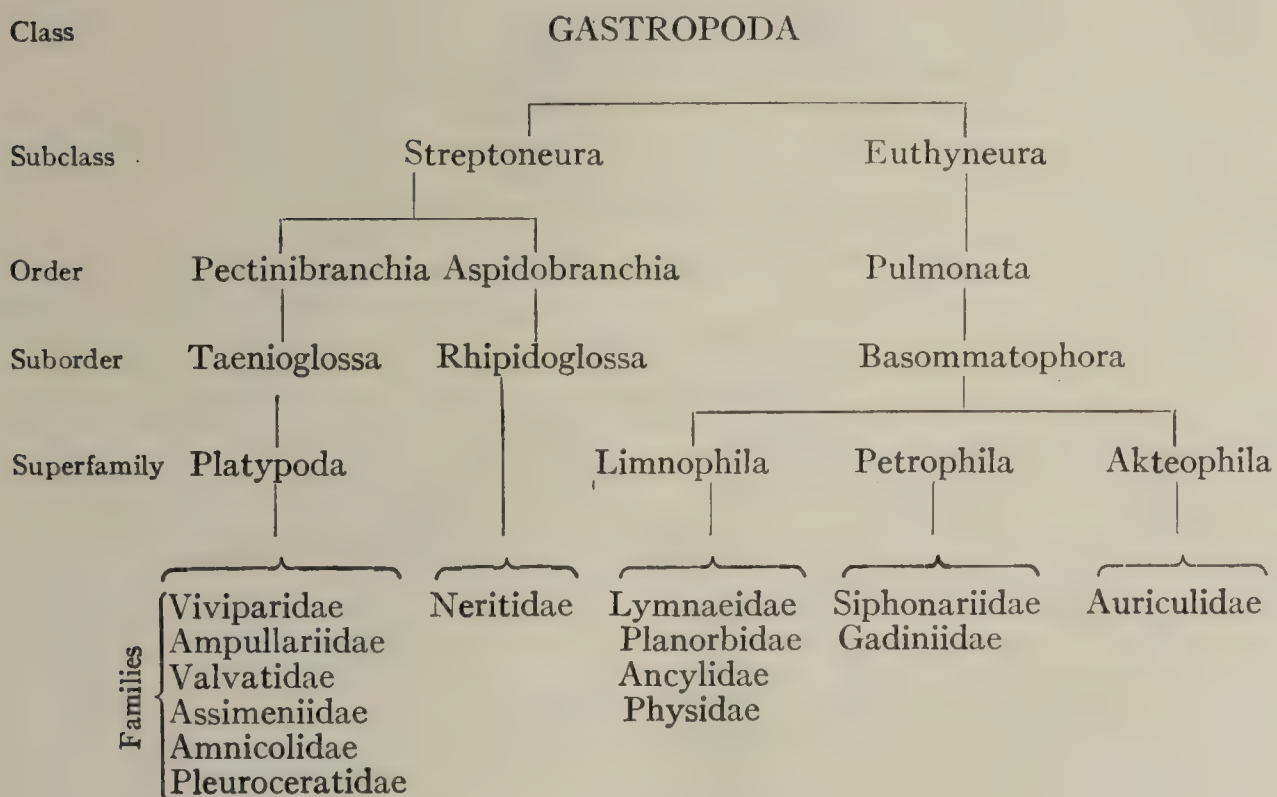 Class GASTROPODA
Subclass Streptoneura Euthyneura
Order Pectinibranchia Aspidobranchia Pulmonata
Suborder Taenioglossa Rhipidoglossa Basommatophora
Superfamily Platypoda Limnophila Petrophila Akteophila
Families
Viviparidae Neritidae Lymnaeidae Siphonariidae Auriculidae
Ampullariidae Planorbidae Gadiniidae
Valvatidae Ancylidae
Assimeniidae Physidae
Amnicolidae
Pleuroceratidae